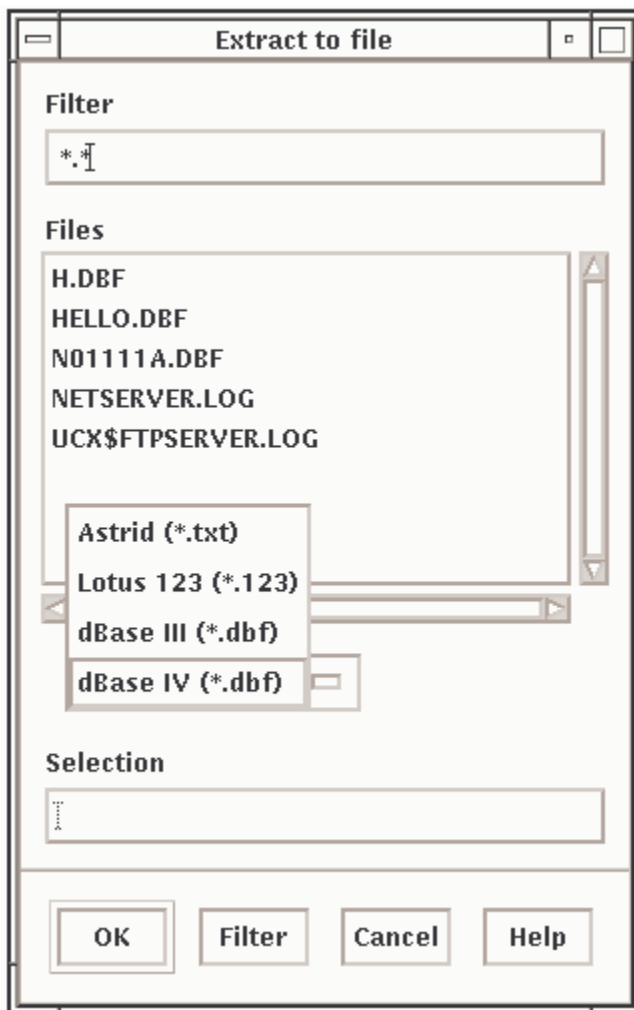 Extract to file
Filter
*.*
Files
H.DBF
HELLO.DBF
N01111A.DBF
NETSERVER.LOG
UCX$FTPSERVER.LOG
Astrid (*.txt)
Lotus 123 (*.123)
dBase III (*.dbf)
dBase IV (*.dbf)
Selection
OK Filter Cancel Help